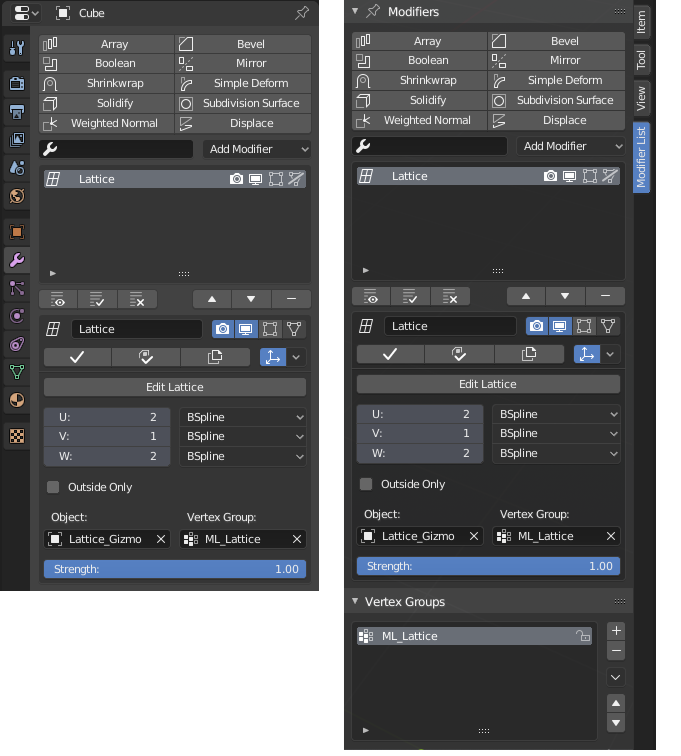 Cube
Array Bevel
Boolean Mirror
Shrinkwrap Simple Deform
Solidify Subdivision Surface
Weighted Normal Displace
Add Modifier
Lattice
Lattice
Edit Lattice
U: 2 BSpline
V: 1 BSpline
W: 2 BSpline
Outside Only
Object: Vertex Group:
Lattice_Gizmo ML_Lattice
Strength: 1.00
Modifiers
Array Bevel
Boolean Mirror
Shrinkwrap Simple Deform
Solidify Subdivision Surface
Weighted Normal Displace
Add Modifier
Lattice
Lattice
Edit Lattice
U: 2 BSpline
V: 1 BSpline
W: 2 BSpline
Outside Only
Object: Vertex Group:
Lattice_Gizmo ML_Lattice
Strength: 1.00
Vertex Groups
ML_Lattice
Item
Tool
View
Modifier List